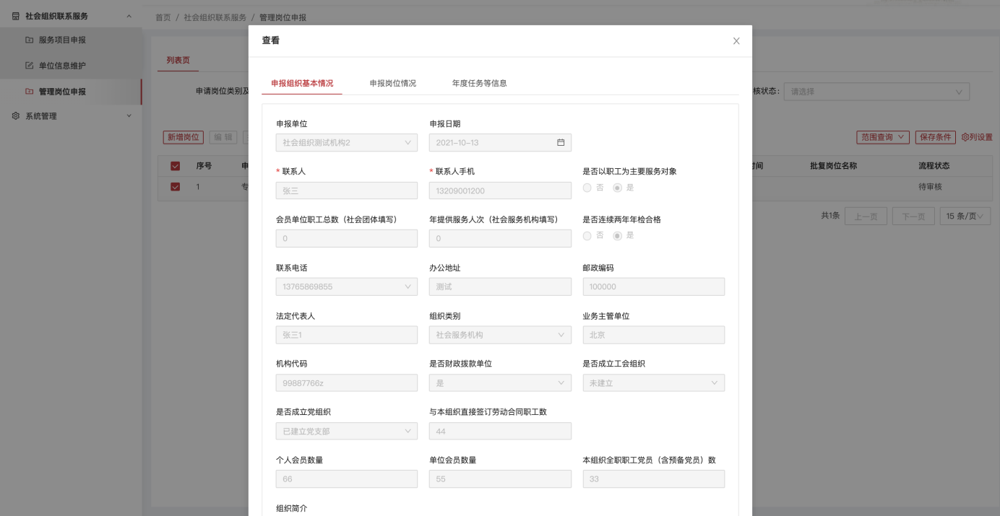 社会组织联系服务
首页 / 社会组织联系服务 / 管理岗位申报
服务项目申报
单位信息维护
管理岗位申报
系统管理
列表页
申请岗位类别及
核状态：
请选择
新增岗位
编 辑
范围查询
保存条件
列设置
序号
申
时间
批复岗位名称
流程状态
1
专
待审核
共1条
上一页
下一页
15 条/页
查看
申报组织基本情况
申报岗位情况
年度任务等信息
申报单位
申报日期
社会组织测试机构2
2021-10-13
* 联系人
* 联系人手机
是否以职工为主要服务对象
张三
13209001200
否
是
会员单位职工总数（社会团体填写）
年提供服务人次（社会服务机构填写）
是否连续两年年检合格
0
0
否
是
联系电话
办公地址
邮政编码
13765869855
测试
100000
法定代表人
组织类别
业务主管单位
张三1
社会服务机构
北京
机构代码
是否财政拨款单位
是否成立工会组织
99887766z
是
未建立
是否成立党组织
与本组织直接签订劳动合同职工数
已建立党支部
44
个人会员数量
单位会员数量
本组织全职职工党员（含预备党员）数
66
55
33
组织简介